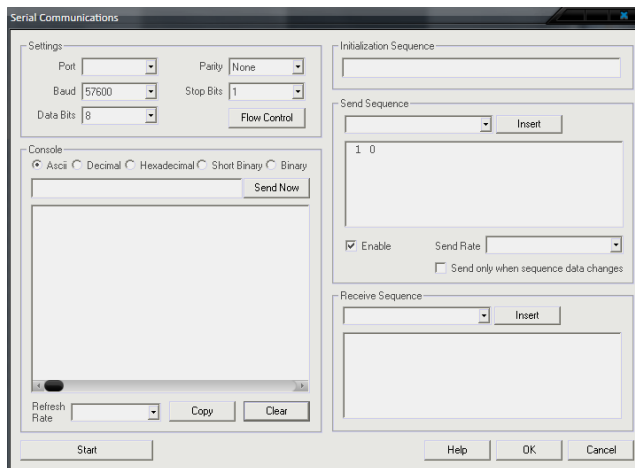 Serial Communications
Settings
Port
Parity None
Baud 57600
Stop Bits 1
Data Bits 8
Flow Control
Console
Ascii Decimal Hexadecimal Short Binary Binary
Send Now
Refresh
Rate
Copy
Clear
Start
Initialization Sequence
Send Sequence
Insert
1 0
Enable
Send Rate
Send only when sequence data changes
Receive Sequence
Insert
Help
OK
Cancel